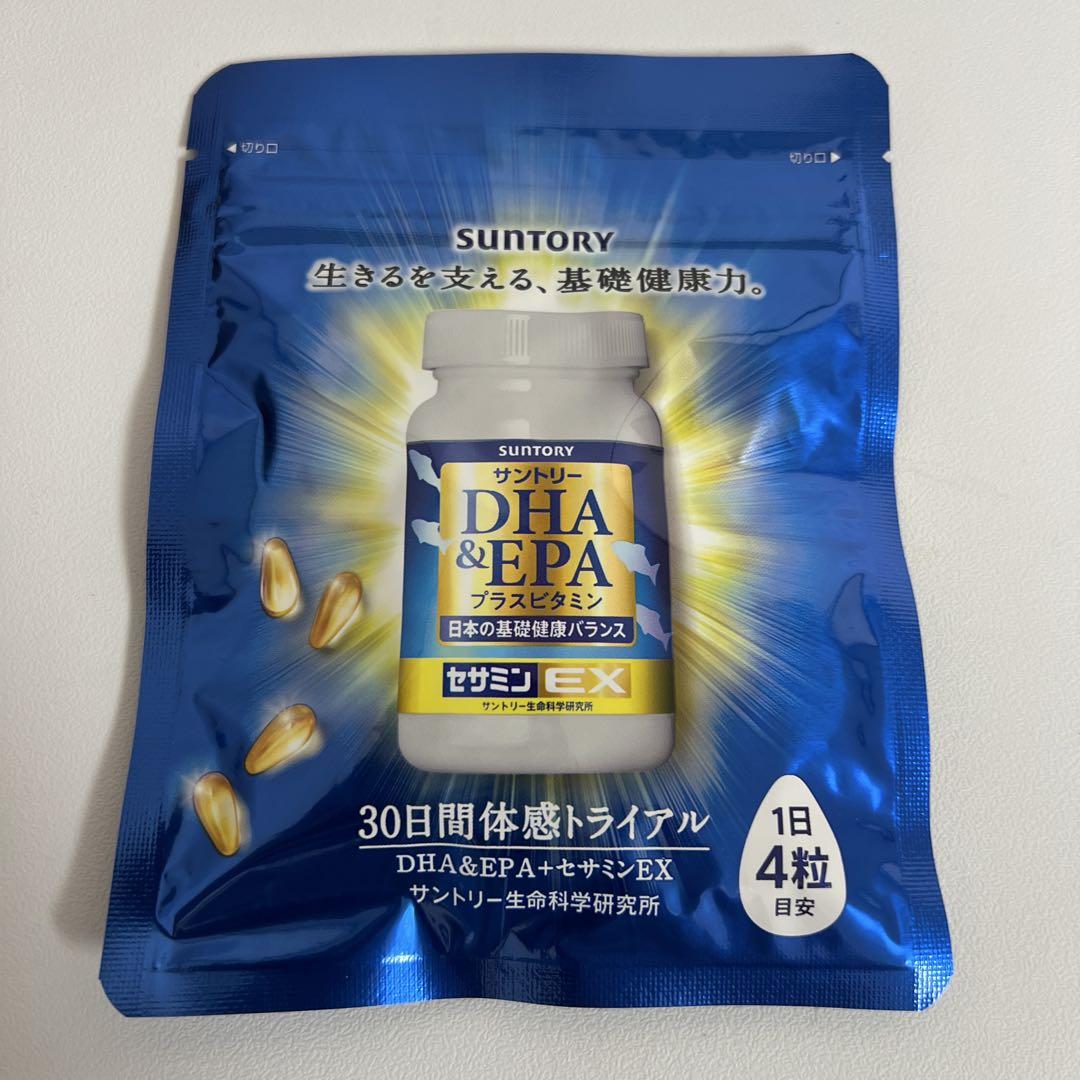 ◀切り口
切り口▶
SUNTORY
生きるを支える、基礎健康力。
SUNTORY
サントリー
DHA
&EPA
プラスビタミン
日本の基礎健康バランス
セサミンEX
サントリー生命科学研究所
30日間体感トライアル
DHA&EPA+セサミンEX
サントリー生命科学研究所
1日
4粒
目安